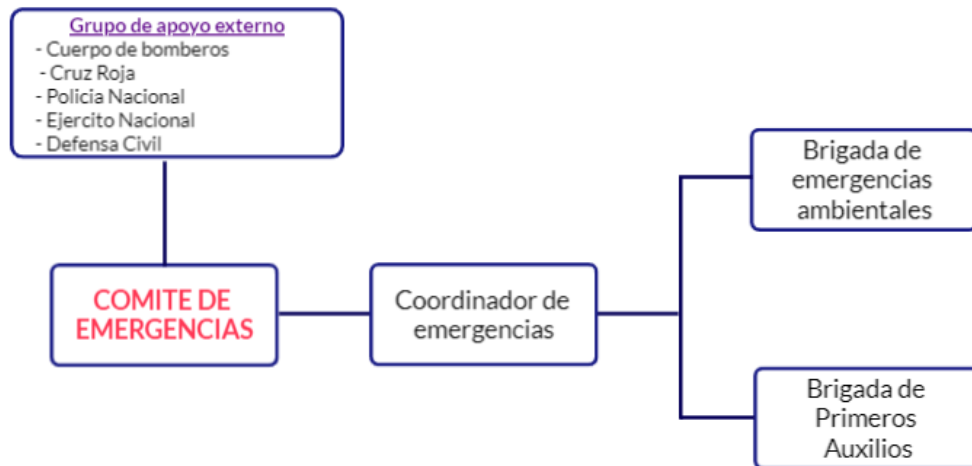 Grupo de apoyo externo
- Cuerpo de bomberos
- Cruz Roja
- Policia Nacional
- Ejercito Nacional
- Defensa Civil
COMITE DE
EMERGENCIAS
Coordinador de
emergencias
Brigada de
emergencias
ambientales
Brigada de
Primeros
Auxilios